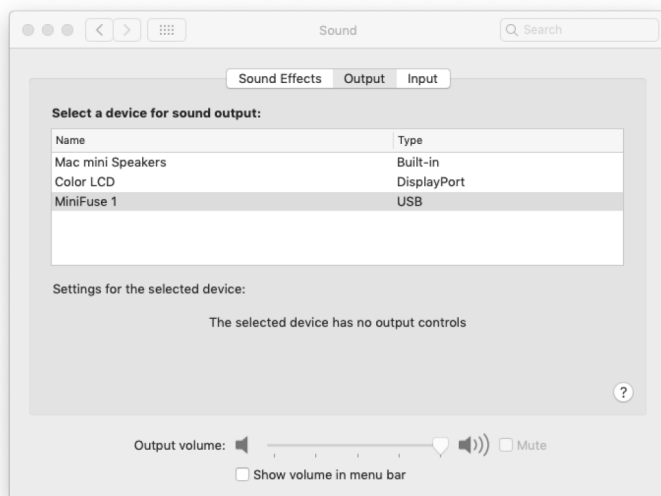 Sound
Search
Sound Effects Output Input
Select a device for sound output:
Name Type
Mac mini Speakers Built-in
Color LCD DisplayPort
MiniFuse 1 USB
Settings for the selected device:
The selected device has no output controls
?
Output volume: Mute
Show volume in menu bar